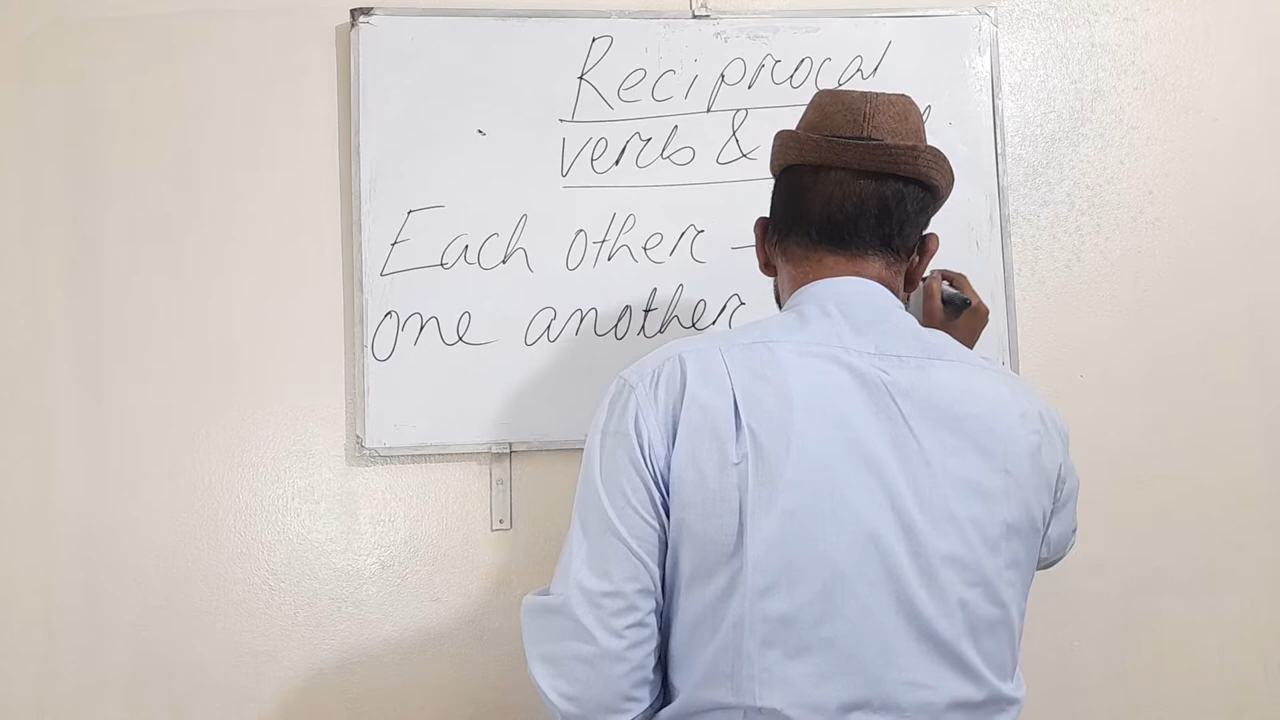 Reciprocal
verbs &
Each other -
one another